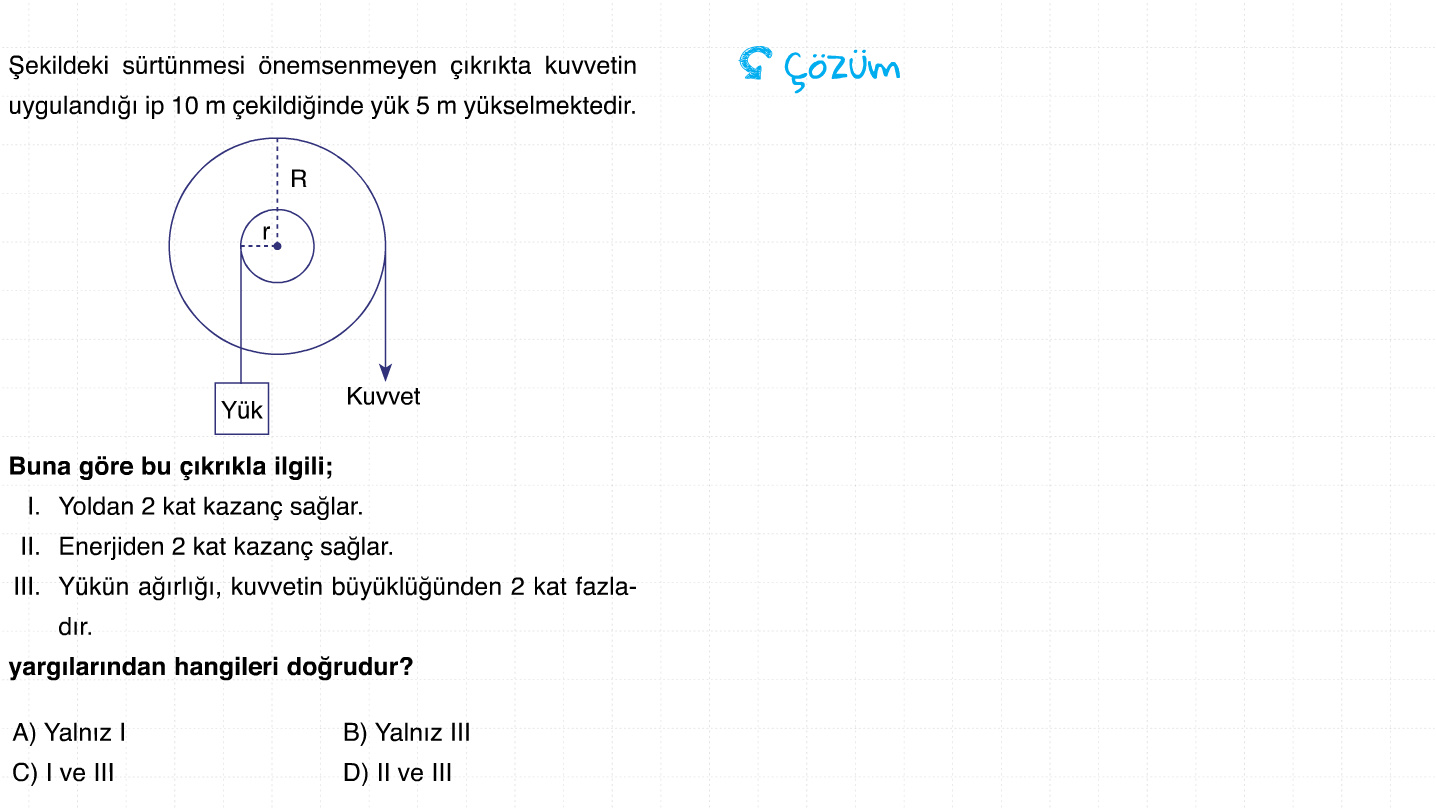 Şekildeki sürtünmesi önemsenmeyen çıkrıkta kuvvetin
uygulandığı ip 10 m çekildiğinde yük 5 m yükselmektedir.
R
r
Yük
Kuvvet
Buna göre bu çıkrıkla ilgili;
I. Yoldan 2 kat kazanç sağlar.
II. Enerjiden 2 kat kazanç sağlar.
III. Yükün ağırlığı, kuvvetin büyüklüğünden 2 kat fazla-
dır.
yargılarından hangileri doğrudur?
A) Yalnız I B) Yalnız III
C) I ve III D) II ve III
Çözüm